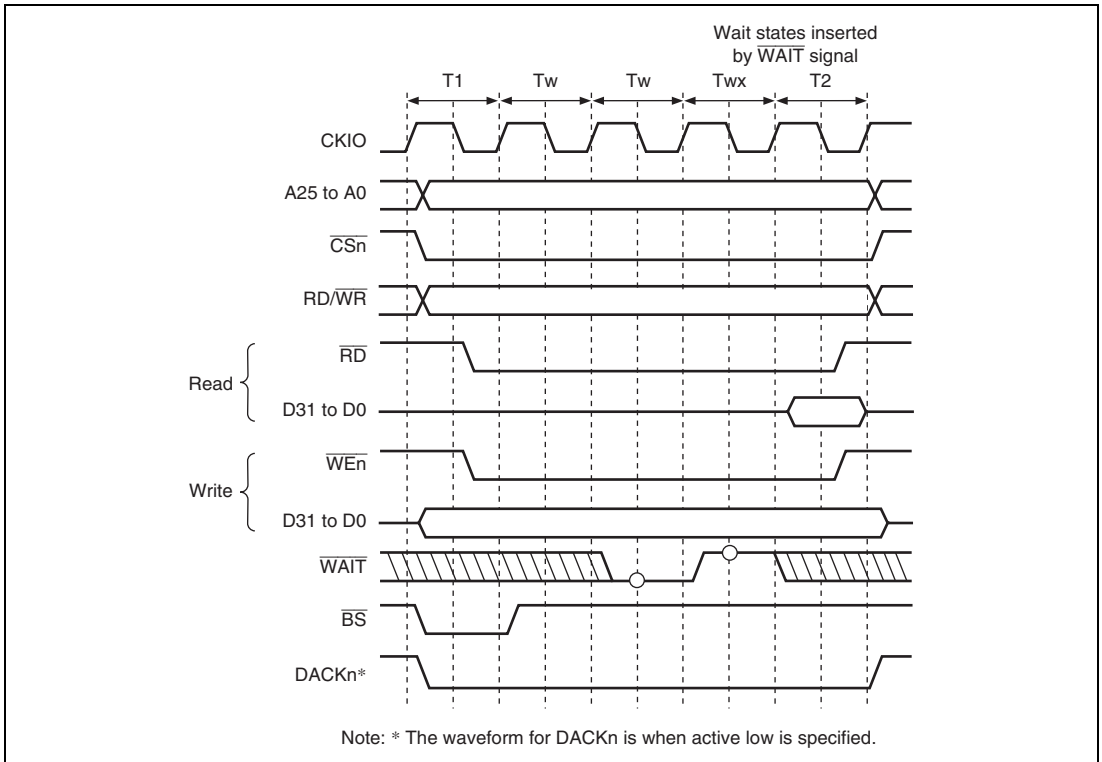 Wait states inserted
by WAIT signal
T1 Tw Tw Twx T2
CKIO
A25 to A0
CSn
RD/WR
RD
Read
D31 to D0
WEn
Write
D31 to D0
WAIT
BS
DACKn*
Note: * The waveform for DACKn is when active low is specified.